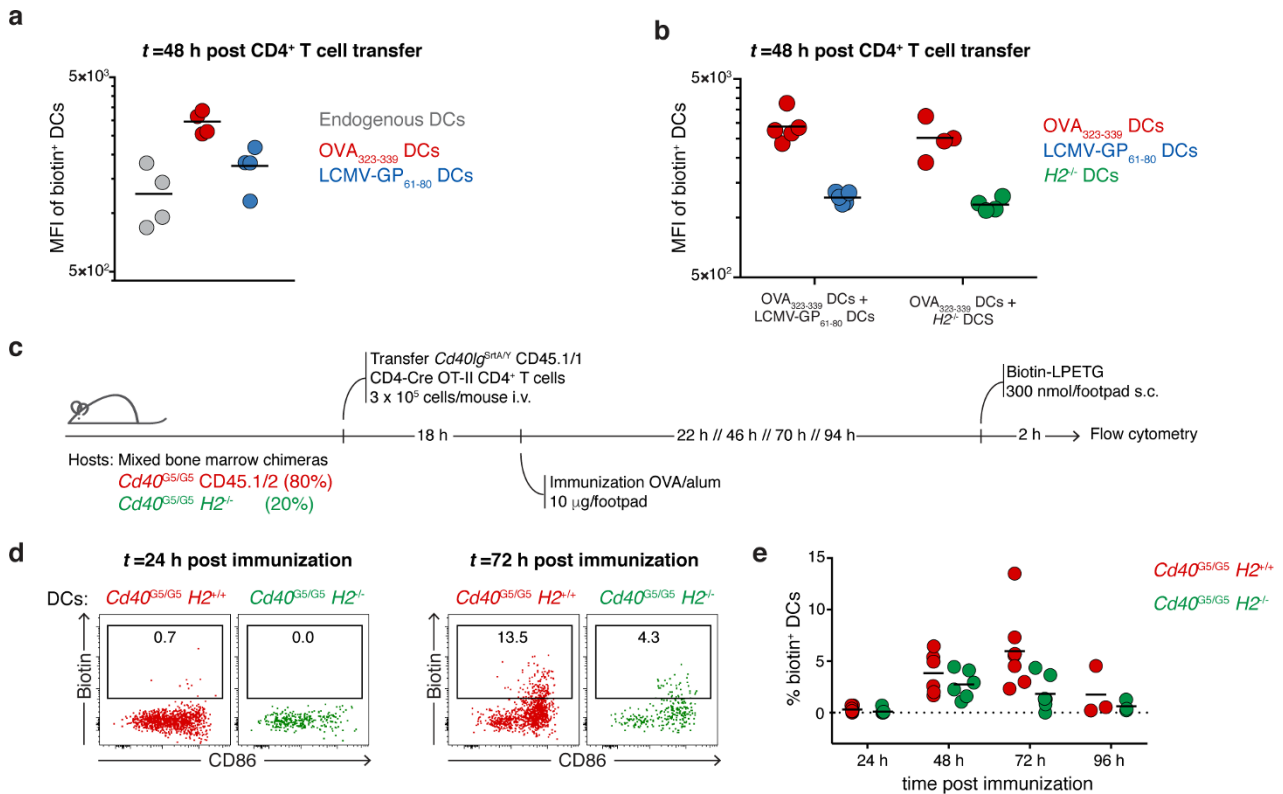 a
t =48 h post CD4⁺ T cell transfer
5×10³
5×10²
MFI of biotin⁺ DCs
Endogenous DCs
OVA₃₂₃₋₃₃₉ DCs
LCMV-GP₆₁₋₈₀ DCs
b
t =48 h post CD4⁺ T cell transfer
5×10³
5×10²
MFI of biotin⁺ DCs
OVA₃₂₃₋₃₃₉ DCs +
LCMV-GP₆₁₋₈₀ DCs
OVA₃₂₃₋₃₃₉ DCs +
H2⁻/⁻ DCS
OVA₃₂₃₋₃₃₉ DCs
LCMV-GP₆₁₋₈₀ DCs
H2⁻/⁻ DCs
c
Transfer Cd40lgSrtA/Y CD45.1/1
CD4-Cre OT-II CD4⁺ T cells
3 x 10⁵ cells/mouse i.v.
Biotin-LPETG
300 nmol/footpad s.c.
18 h
22 h // 46 h // 70 h // 94 h
2 h
Flow cytometry
Hosts: Mixed bone marrow chimeras
Cd40G5/G5 CD45.1/2 (80%)
Cd40G5/G5 H2⁻/⁻ (20%)
Immunization OVA/alum
10 μg/footpad
d
t =24 h post immunization
t =72 h post immunization
DCs:
Cd40G5/G5 H2⁺/⁺
Cd40G5/G5 H2⁻/⁻
Cd40G5/G5 H2⁺/⁺
Cd40G5/G5 H2⁻/⁻
Biotin
0.7
0.0
Biotin
13.5
4.3
CD86
CD86
e
15
10
5
0
% biotin⁺ DCs
24 h
48 h
72 h
96 h
time post immunization
Cd40G5/G5 H2⁺/⁺
Cd40G5/G5 H2⁻/⁻